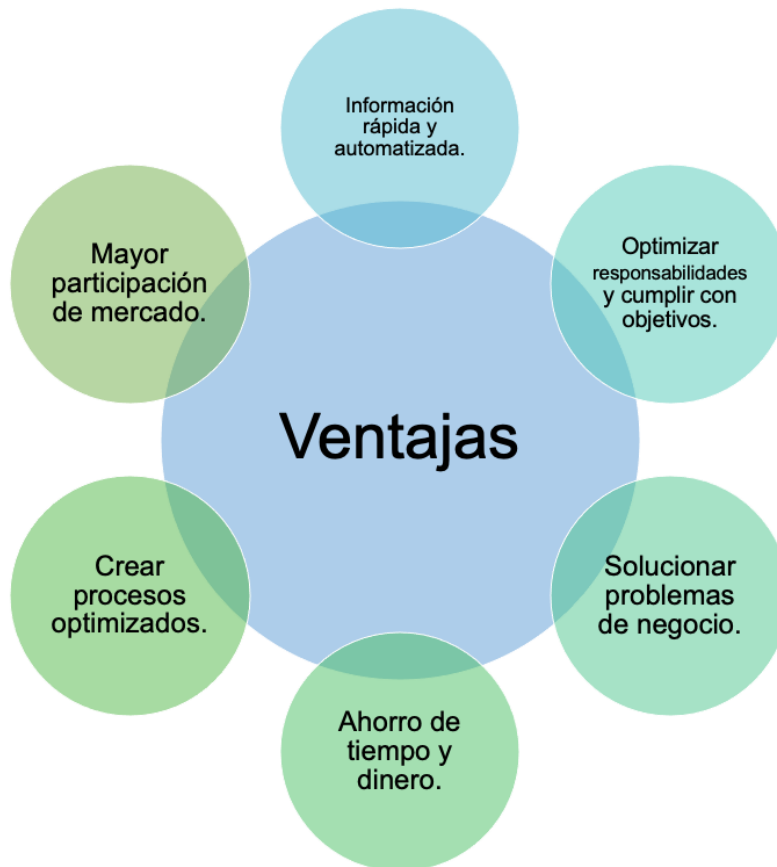 Información
rápida y
automatizada.
Optimizar
responsabilidades
y cumplir con
objetivos.
Solucionar
problemas
de negocio.
Ahorro de
tiempo y
dinero.
Crear
procesos
optimizados.
Mayor
participación
de mercado.
Ventajas